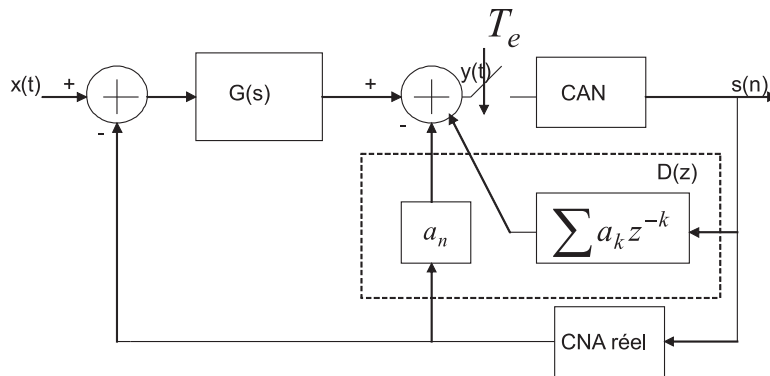 T_e
x(t)
+
-
G(s)
+
-
y(t)
CAN
s(n)
D(z)
a_n
∑ a_k z^{-k}
CNA réel